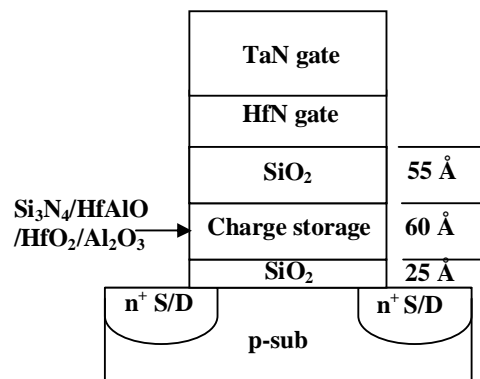 TaN gate
HfN gate
SiO₂ 55 Å
Si₃N₄/HfAlO
/HfO₂/Al₂O₃
Charge storage 60 Å
SiO₂ 25 Å
n⁺ S/D n⁺ S/D
p-sub